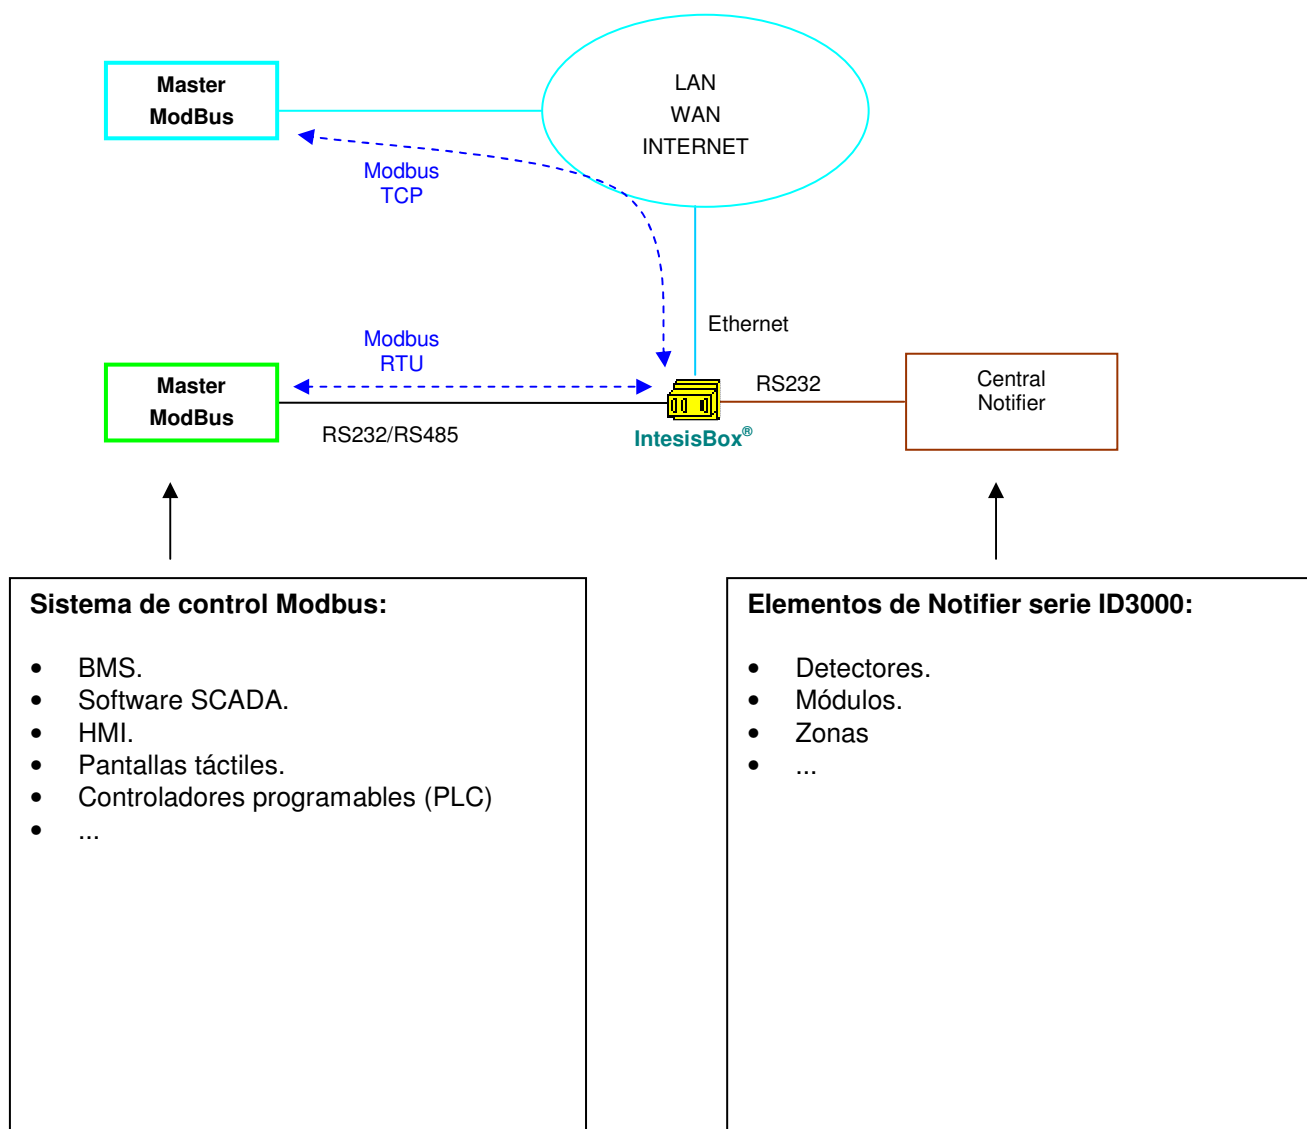 Master
ModBus
LAN
WAN
INTERNET
Modbus
TCP
Ethernet
Modbus
RTU
Master
ModBus
RS232/RS485
IntesisBox®
RS232
Central
Notifier
Sistema de control Modbus:
• BMS.
• Software SCADA.
• HMI.
• Pantallas táctiles.
• Controladores programables (PLC)
• ...
Elementos de Notifier serie ID3000:
• Detectores.
• Módulos.
• Zonas
• ...